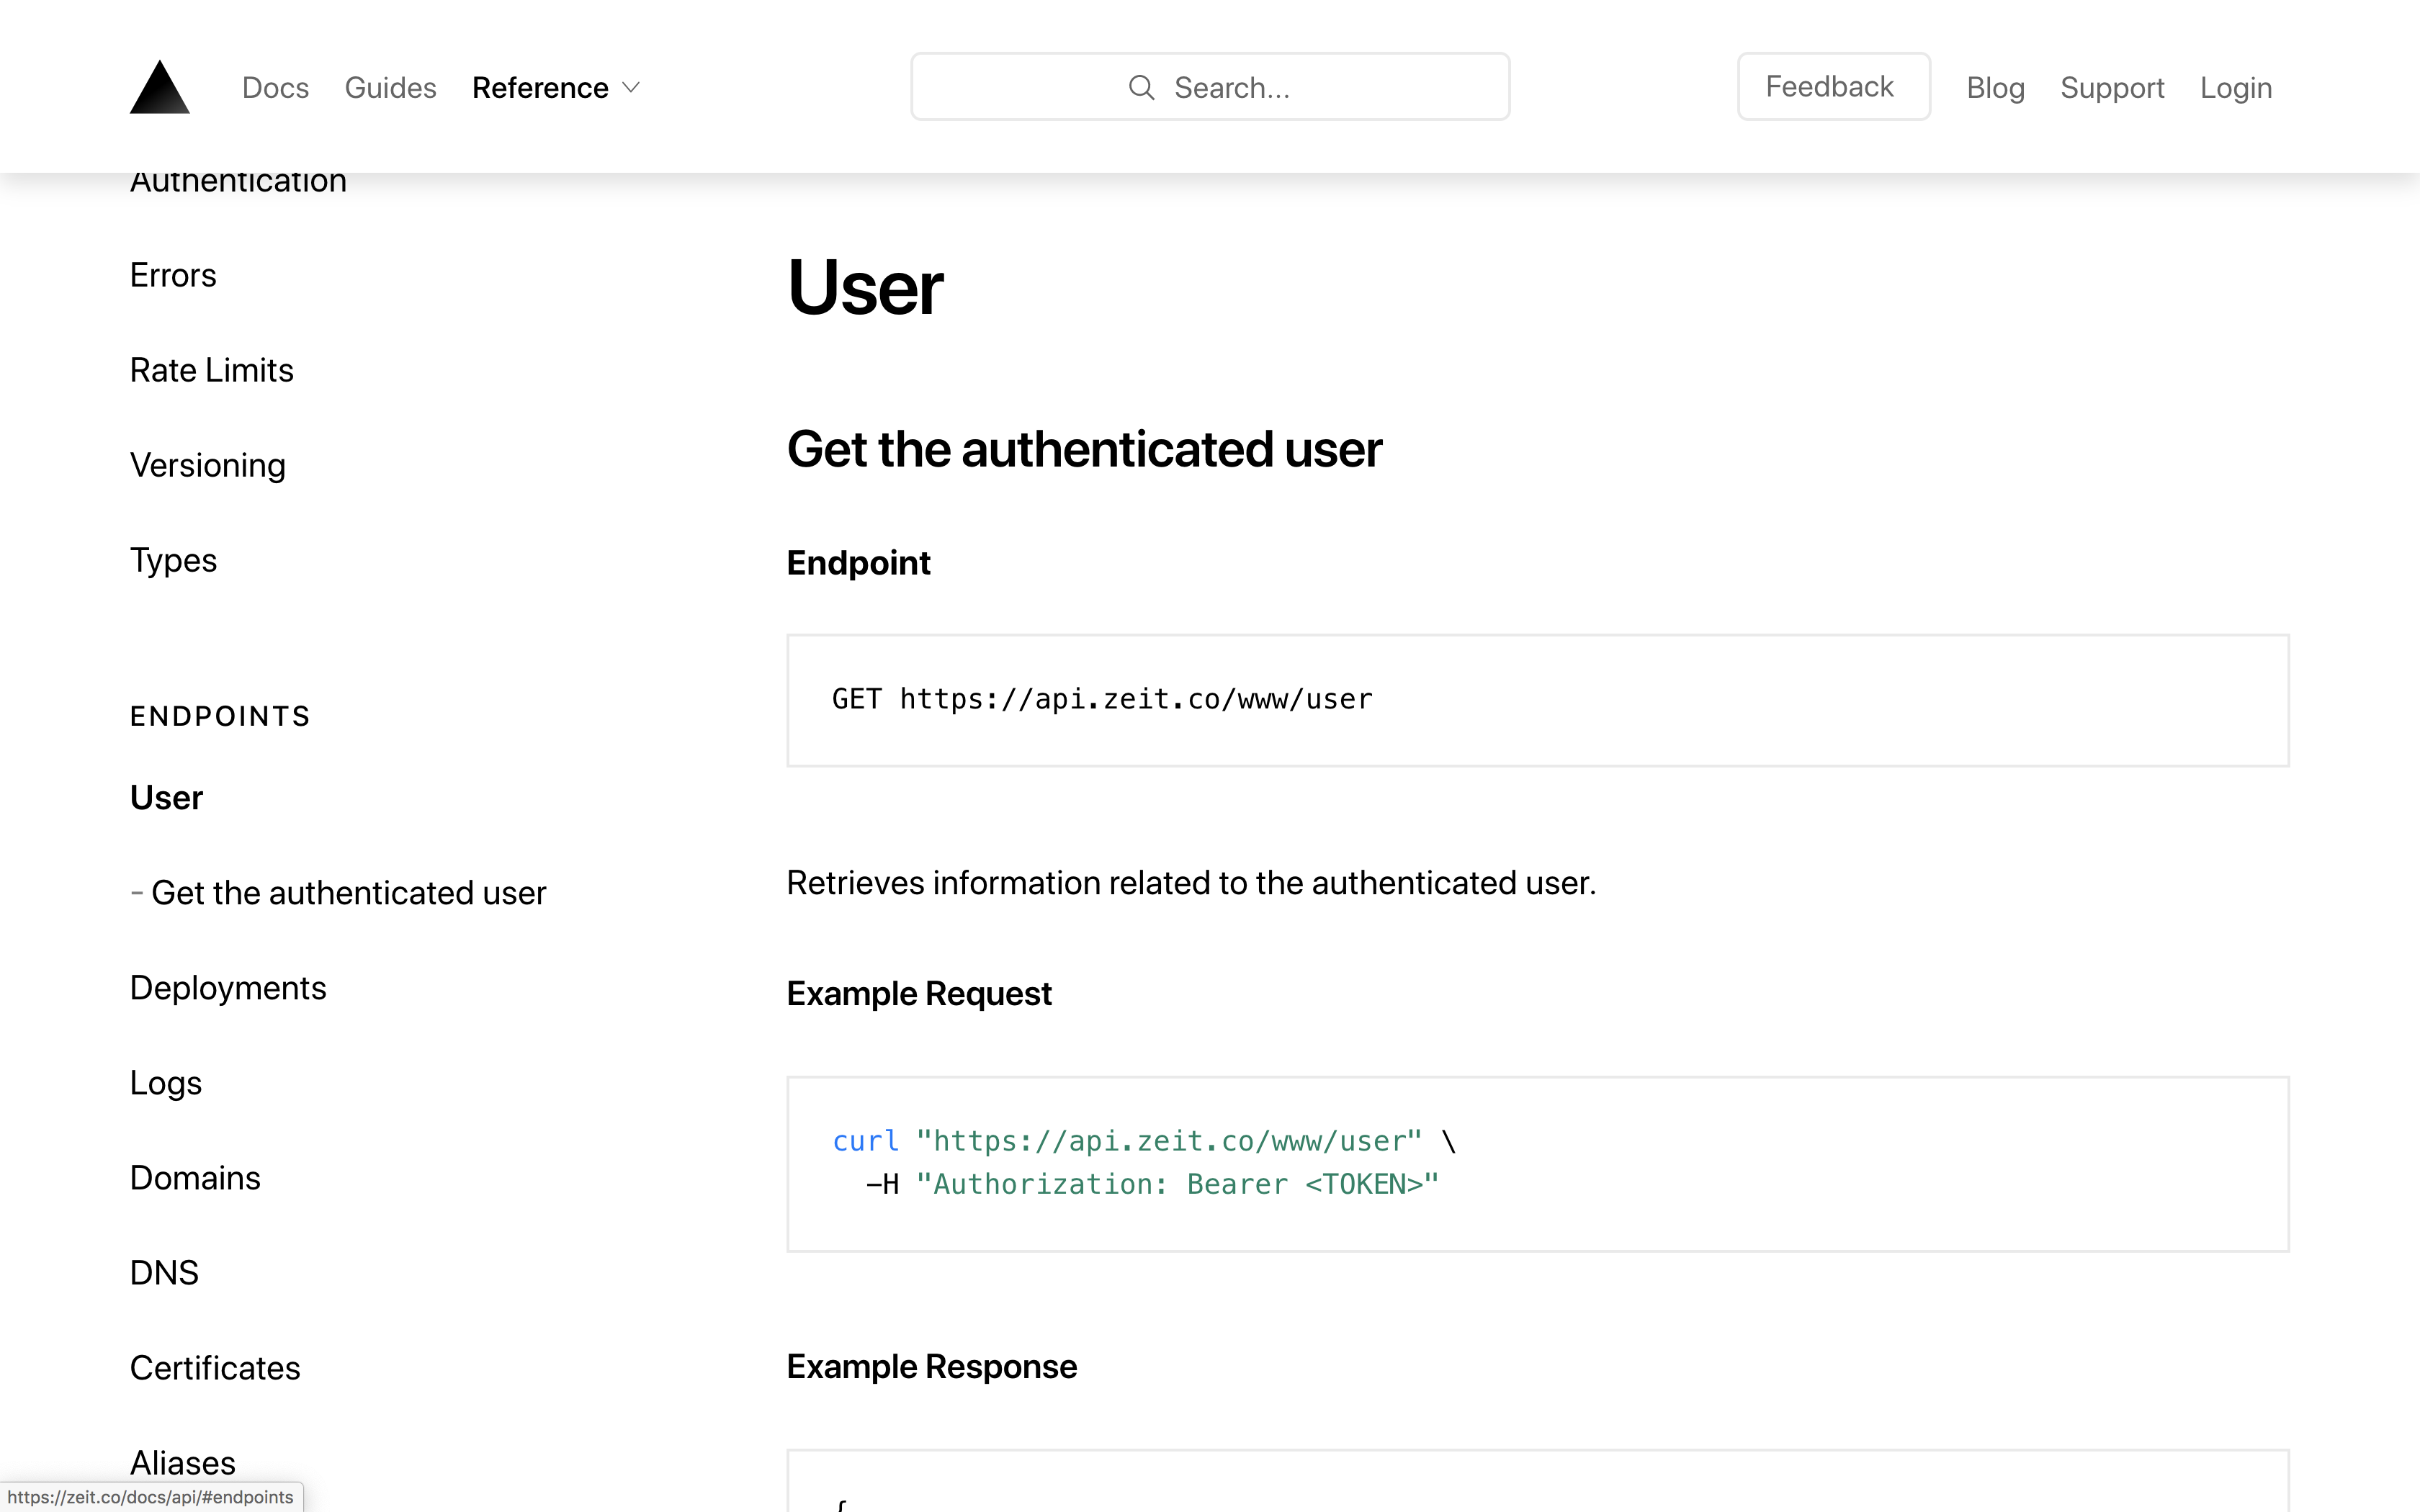 Docs Guides Reference
Search...
Feedback Blog Support Login
Authentication
Errors
Rate Limits
Versioning
Types
ENDPOINTS
User
- Get the authenticated user
Deployments
Logs
Domains
DNS
Certificates
Aliases
https://zeit.co/docs/api/#endpoints
User
Get the authenticated user
Endpoint
GET https://api.zeit.co/www/user
Retrieves information related to the authenticated user.
Example Request
curl "https://api.zeit.co/www/user" \
  -H "Authorization: Bearer <TOKEN>"
Example Response
{